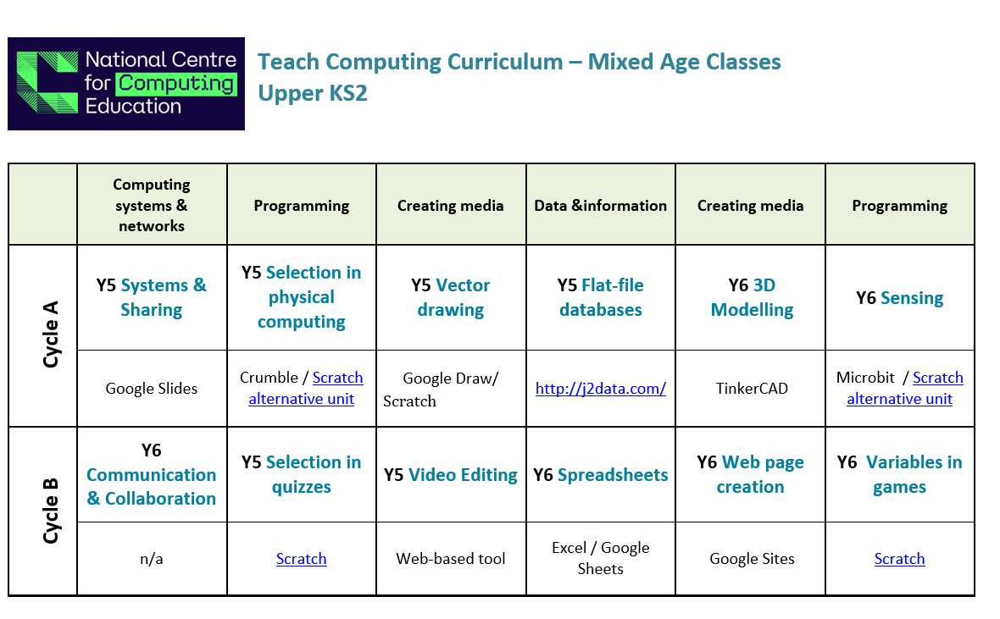 National Centre
for Computing
Education
Teach Computing Curriculum – Mixed Age Classes
Upper KS2
Computing
systems &
networks
Programming
Creating media
Data &information
Creating media
Programming
Cycle A
Y5 Systems &
Sharing
Y5 Selection in
physical
computing
Y5 Vector
drawing
Y5 Flat-file
databases
Y6 3D
Modelling
Y6 Sensing
Google Slides
Crumble / Scratch
alternative unit
Google Draw/
Scratch
http://j2data.com/
TinkerCAD
Microbit / Scratch
alternative unit
Cycle B
Y6
Communication
& Collaboration
Y5 Selection in
quizzes
Y5 Video Editing
Y6 Spreadsheets
Y6 Web page
creation
Y6 Variables in
games
n/a
Scratch
Web-based tool
Excel / Google
Sheets
Google Sites
Scratch